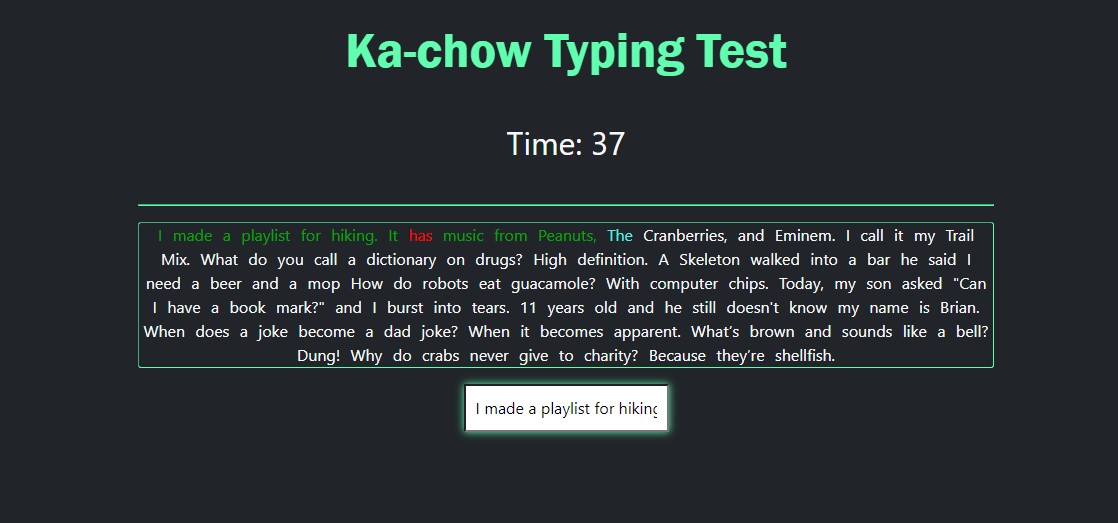 Ka-chow Typing Test
Time: 37
I made a playlist for hiking. It has music from Peanuts, The Cranberries, and Eminem. I call it my Trail
Mix. What do you call a dictionary on drugs? High definition. A Skeleton walked into a bar he said I
need a beer and a mop How do robots eat guacamole? With computer chips. Today, my son asked "Can
I have a book mark?" and I burst into tears. 11 years old and he still doesn't know my name is Brian.
When does a joke become a dad joke? When it becomes apparent. What’s brown and sounds like a bell?
Dung! Why do crabs never give to charity? Because they’re shellfish.
I made a playlist for hiking